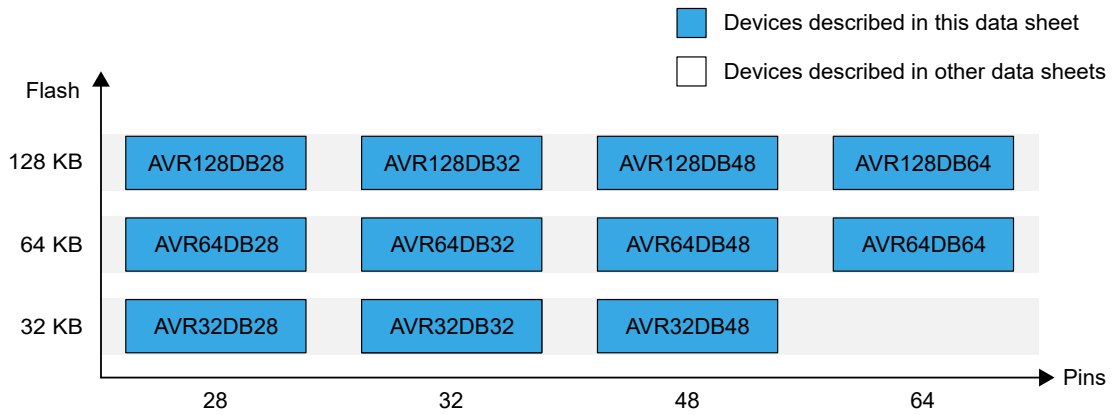 Devices described in this data sheet
Devices described in other data sheets
Flash
128 KB AVR128DB28 AVR128DB32 AVR128DB48 AVR128DB64
64 KB AVR64DB28 AVR64DB32 AVR64DB48 AVR64DB64
32 KB AVR32DB28 AVR32DB32 AVR32DB48
Pins
28 32 48 64